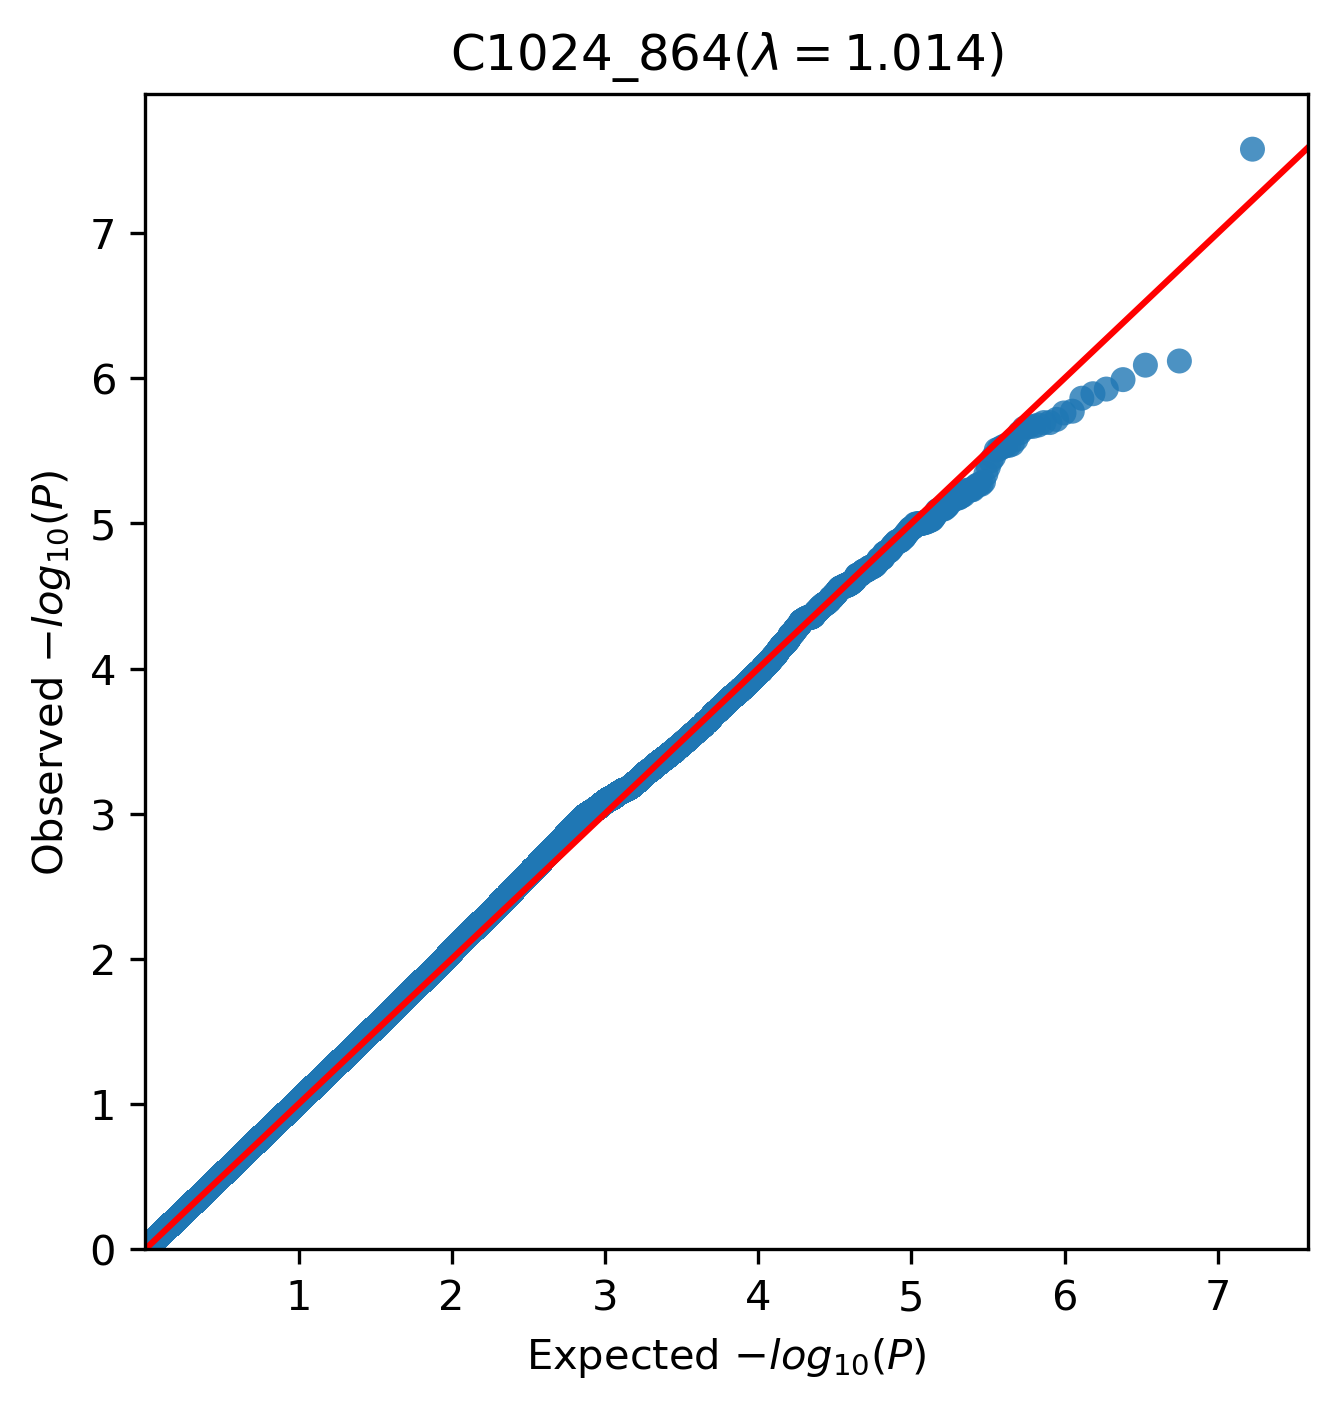 C1024_864(λ = 1.014)
Observed −log₁₀(P)
7
6
5
4
3
2
1
0
1 2 3 4 5 6 7
Expected −log₁₀(P)